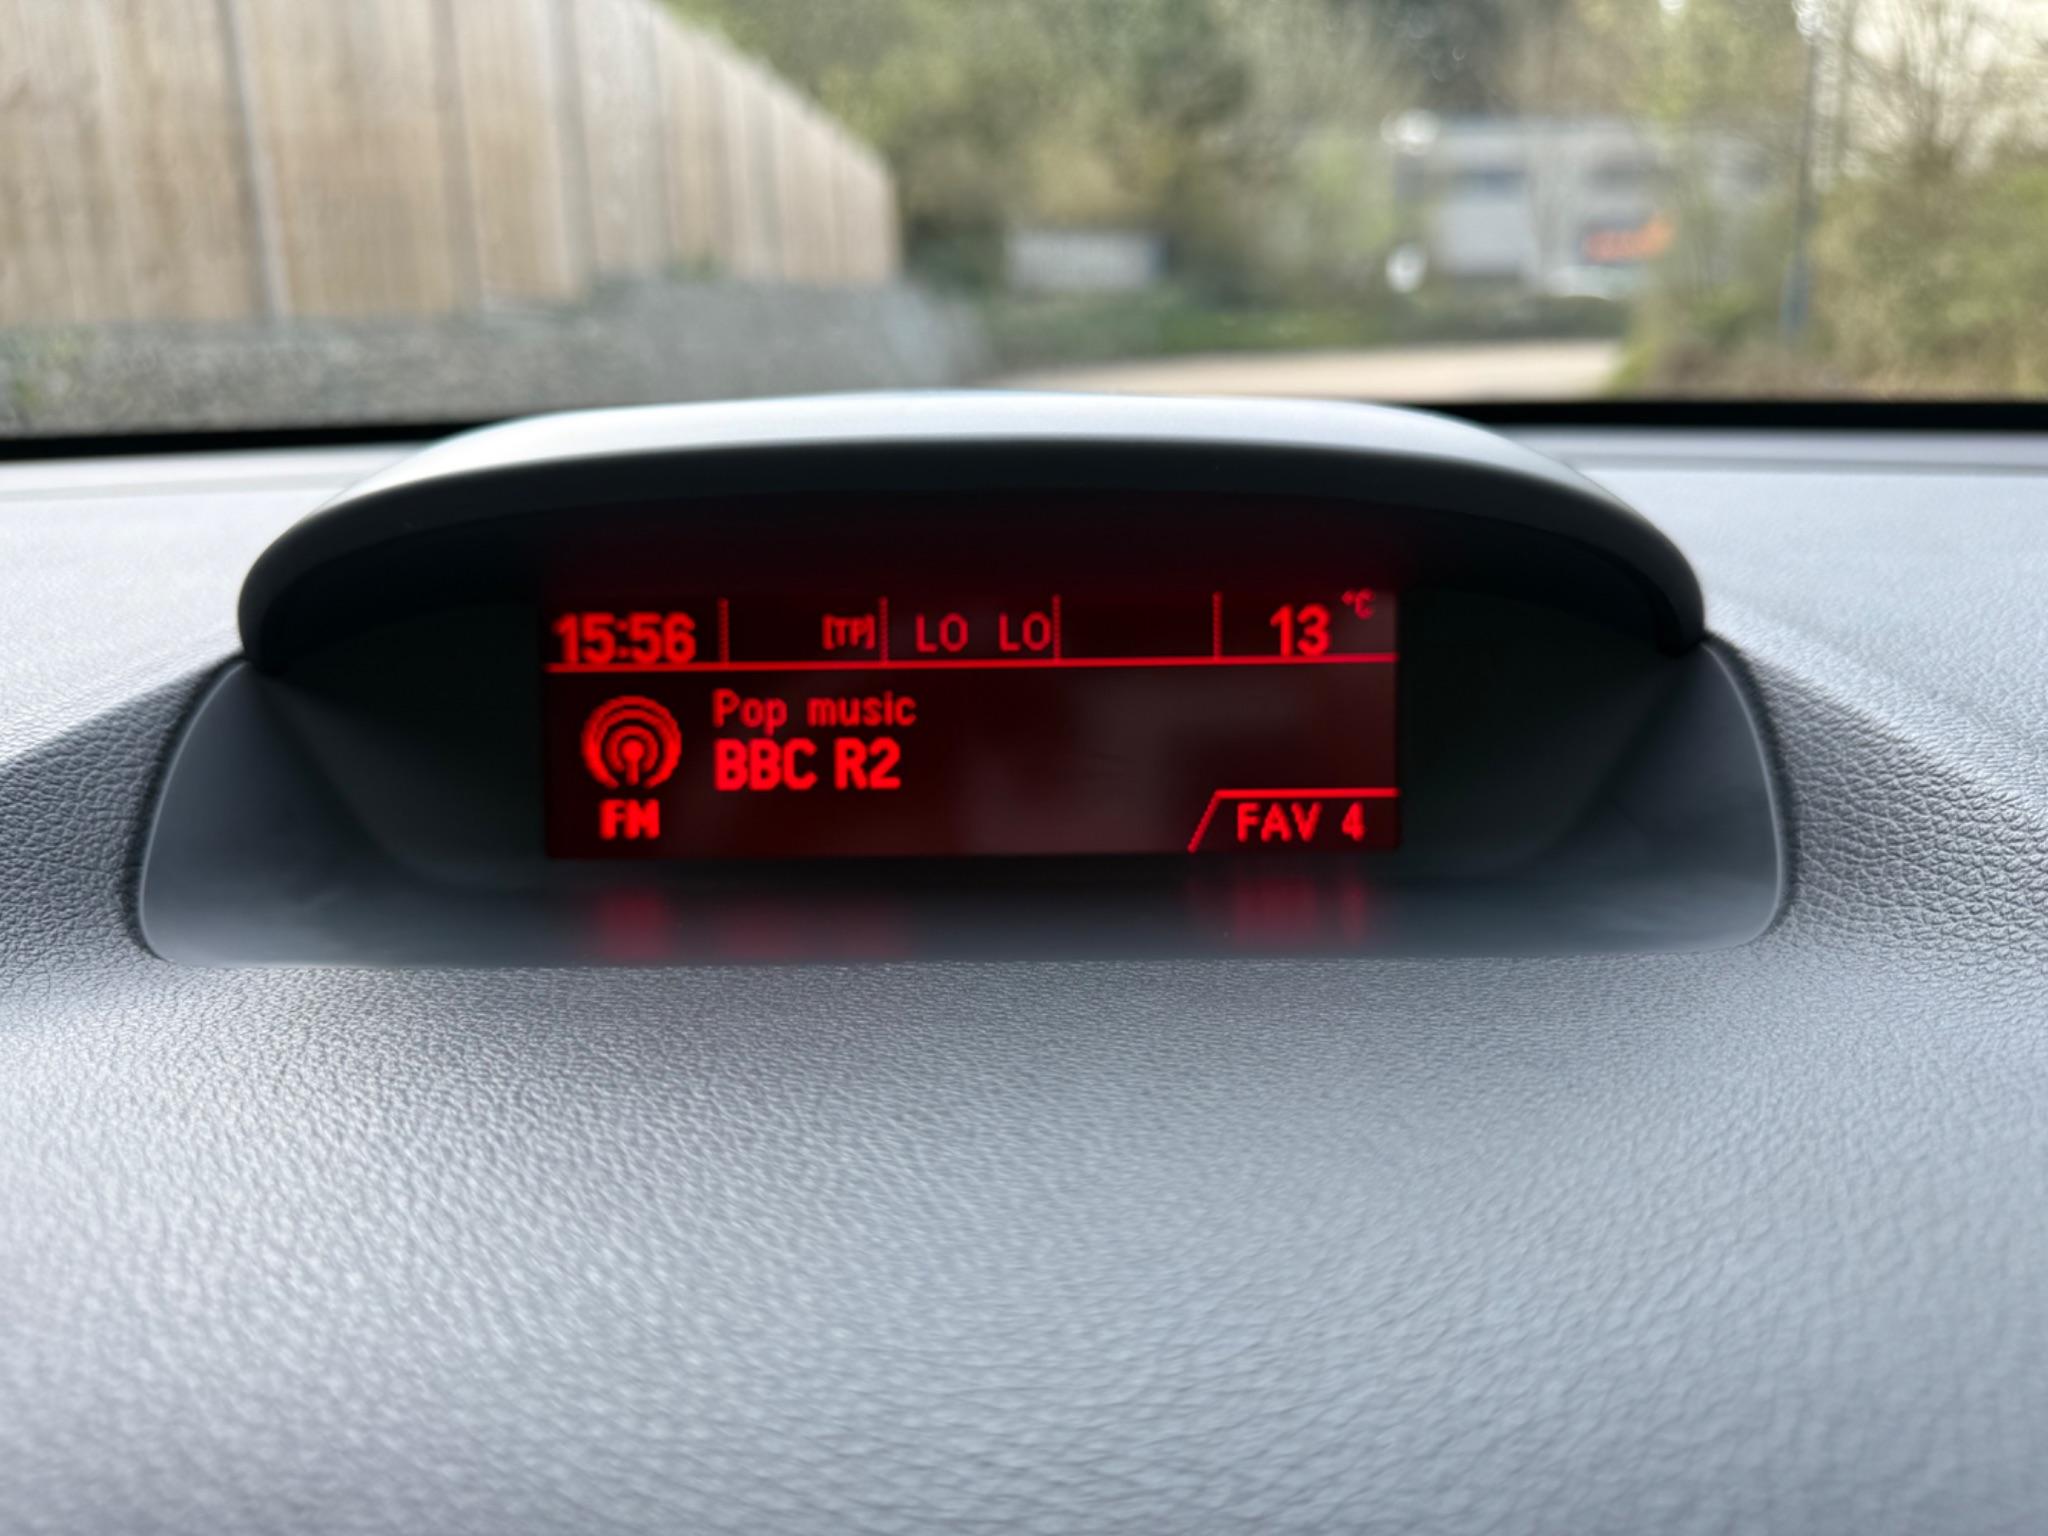 15:56 [TP] LO LO 13 °C
Pop music
BBC R2
FM
FAV 4